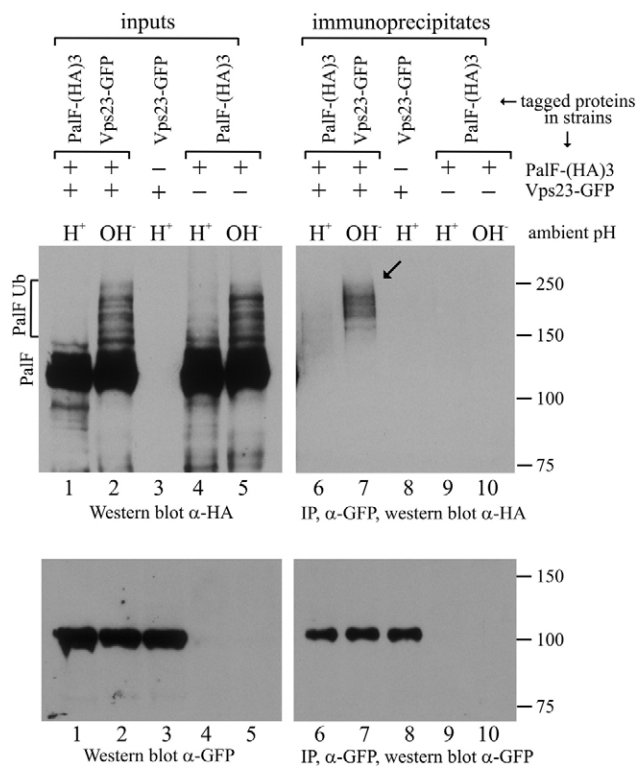 inputs
immunoprecipitates
PalF-(HA)3
Vps23-GFP
Vps23-GFP
PalF-(HA)3
PalF-(HA)3
Vps23-GFP
Vps23-GFP
PalF-(HA)3
← tagged proteins
in strains
↓
+ + − + + + + − + + PalF-(HA)3
+ + + − − + + + − − Vps23-GFP
H⁺ OH⁻ H⁺ H⁺ OH⁻ H⁺ OH⁻ H⁺ H⁺ OH⁻ ambient pH
PalF Ub
PalF
250
150
100
75
1 2 3 4 5
Western blot α-HA
6 7 8 9 10
IP, α-GFP, western blot α-HA
150
100
75
1 2 3 4 5
Western blot α-GFP
6 7 8 9 10
IP, α-GFP, western blot α-GFP